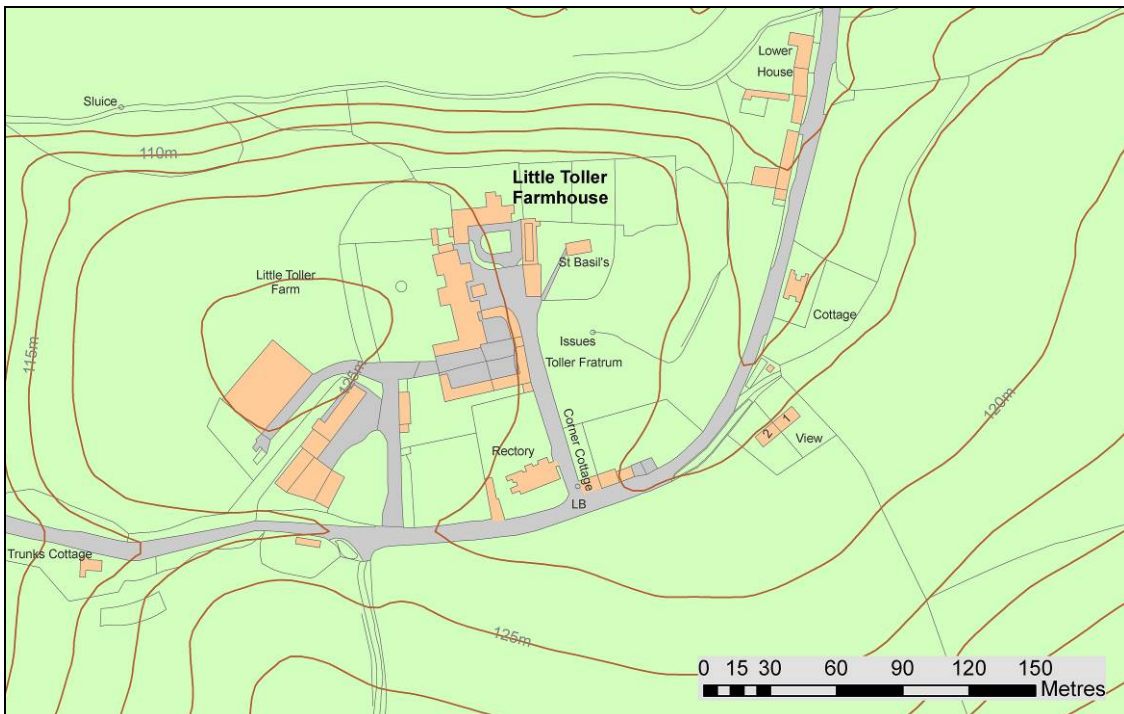 Lower
House
Sluice
110m
Little Toller
Farmhouse
St Basil's
Little Toller
Farm
Cottage
115m
Issues
Toller Fratrum
125m
120m
Corner Cottage
1
2
View
Rectory
LB
Trunks Cottage
125m
0 15 30 60 90 120 150
Metres